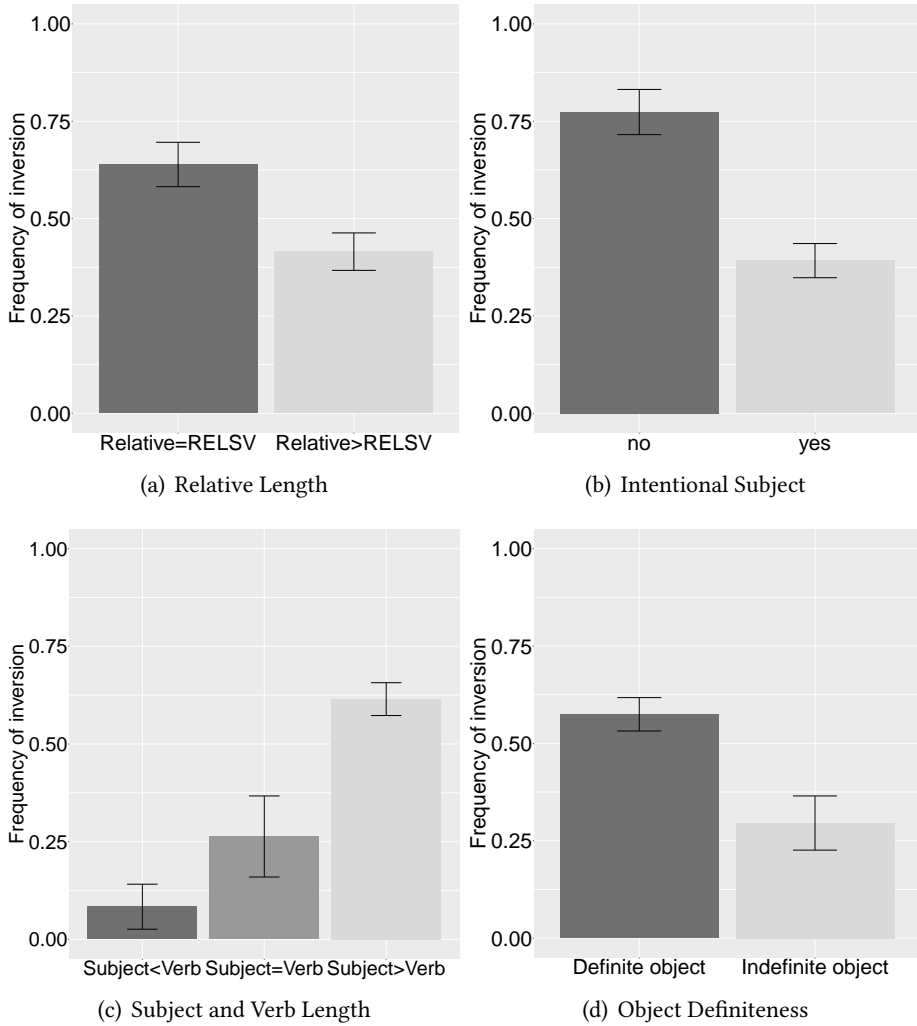 1.00
0.75
0.50
0.25
0.00
Frequency of inversion
Relative=RELSV Relative>RELSV
(a) Relative Length
1.00
0.75
0.50
0.25
0.00
Frequency of inversion
no yes
(b) Intentional Subject
1.00
0.75
0.50
0.25
0.00
Frequency of inversion
Subject<Verb Subject=Verb Subject>Verb
(c) Subject and Verb Length
1.00
0.75
0.50
0.25
0.00
Frequency of inversion
Definite object Indefinite object
(d) Object Definiteness